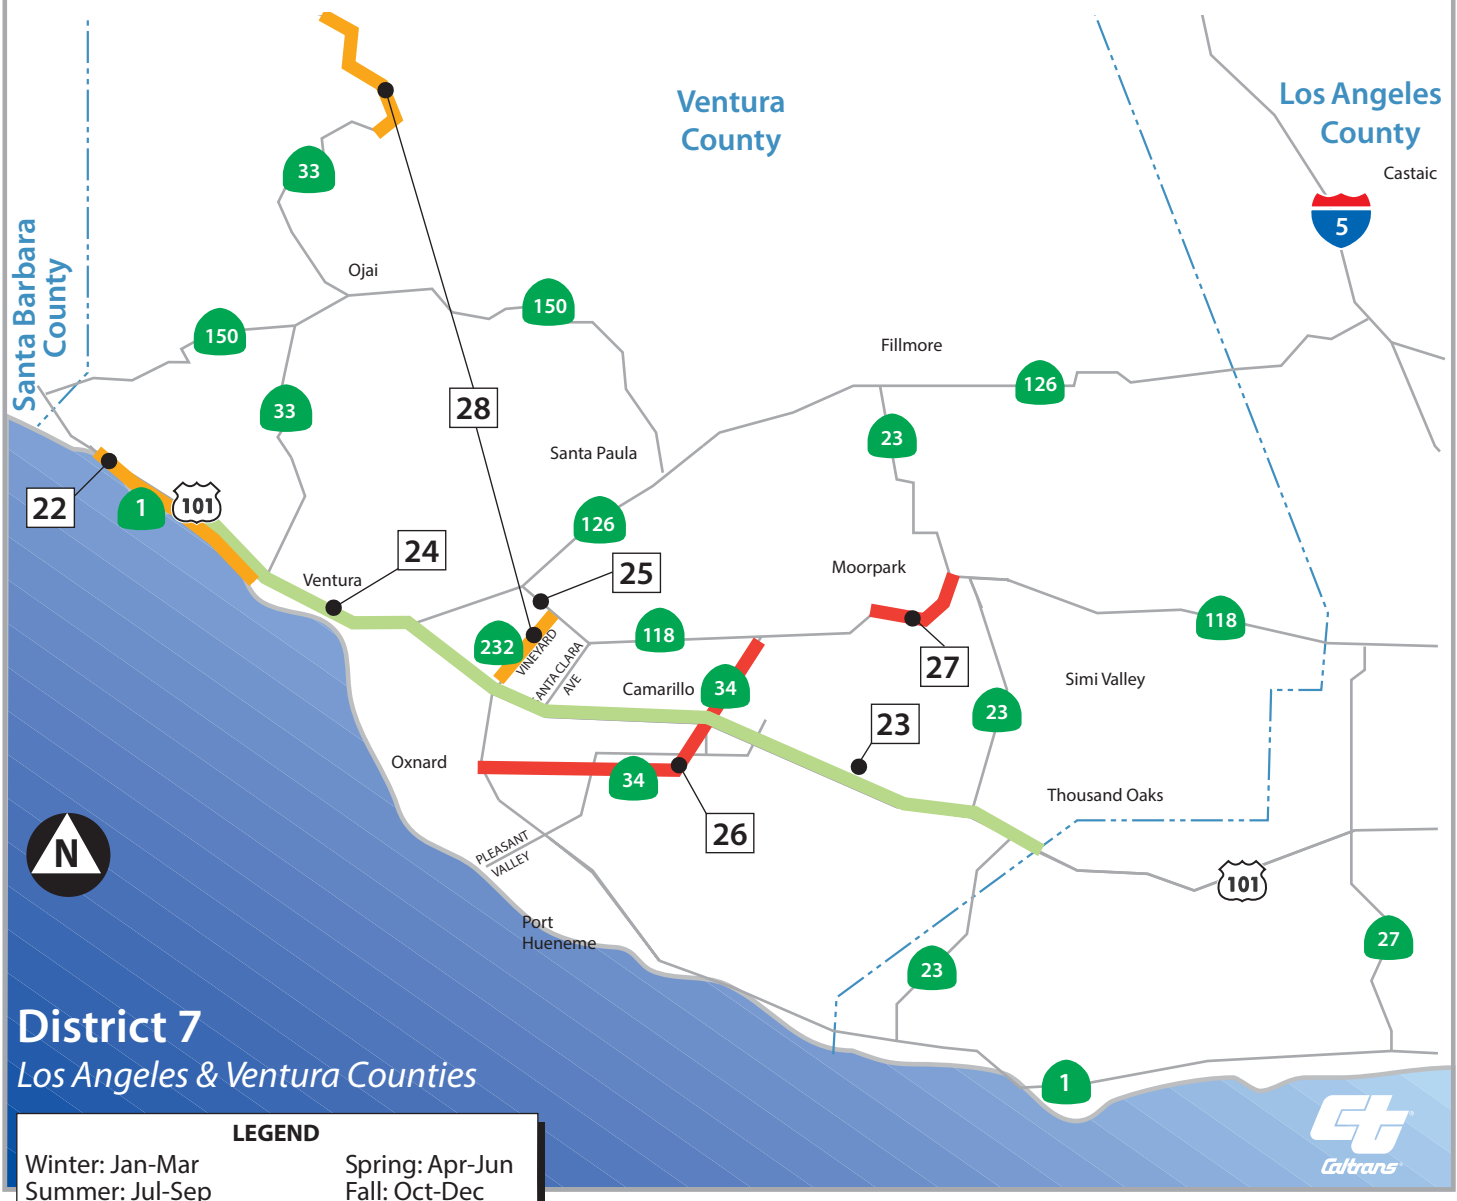 Ventura
County
Los Angeles
County
Castaic
5
33
Santa Barbara
County
Ojai
150
150
Fillmore
126
33
28
23
Santa Paula
22
1
101
126
24
Ventura
25
Moorpark
232
VINEYARD
ANTA CLARA
AVE
118
118
27
Camarillo
34
Simi Valley
23
23
Oxnard
34
Thousand Oaks
26
PLEASANT
VALLEY
N
101
Port
Hueneme
27
23
District 7
Los Angeles & Ventura Counties
1
LEGEND
Winter: Jan-Mar
Spring: Apr-Jun
Summer: Jul-Sep
Fall: Oct-Dec
Caltrans